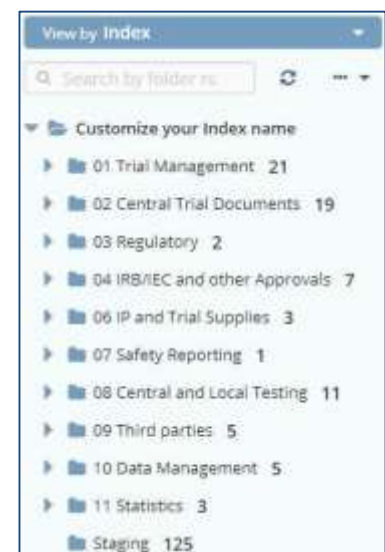 View by Index
Search by folder
Customize your Index name
01 Trial Management 21
02 Central Trial Documents 19
03 Regulatory 2
04 IRB/IEC and other Approvals 7
06 IP and Trial Supplies 3
07 Safety Reporting 1
08 Central and Local Testing 11
09 Third parties 5
10 Data Management 5
11 Statistics 3
Staging 125